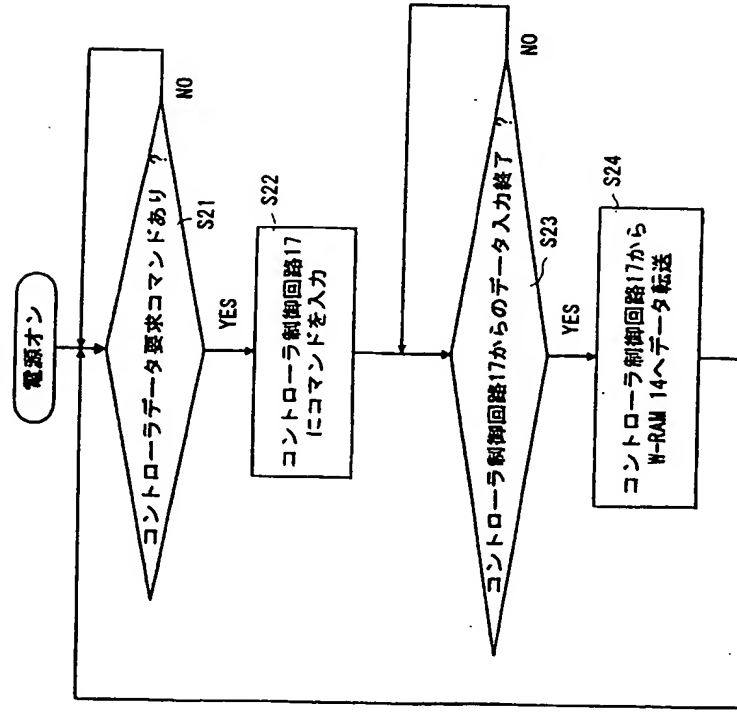 電源オン
コントローラデータ要求コマンドあり ?
NO
S21
YES
S22
コントローラ制御回路17
にコマンドを入力
コントローラ制御回路17からのデータ入力終了 ?
NO
S23
YES
S24
コントローラ制御回路17から
W-RAM 14へデータ転送